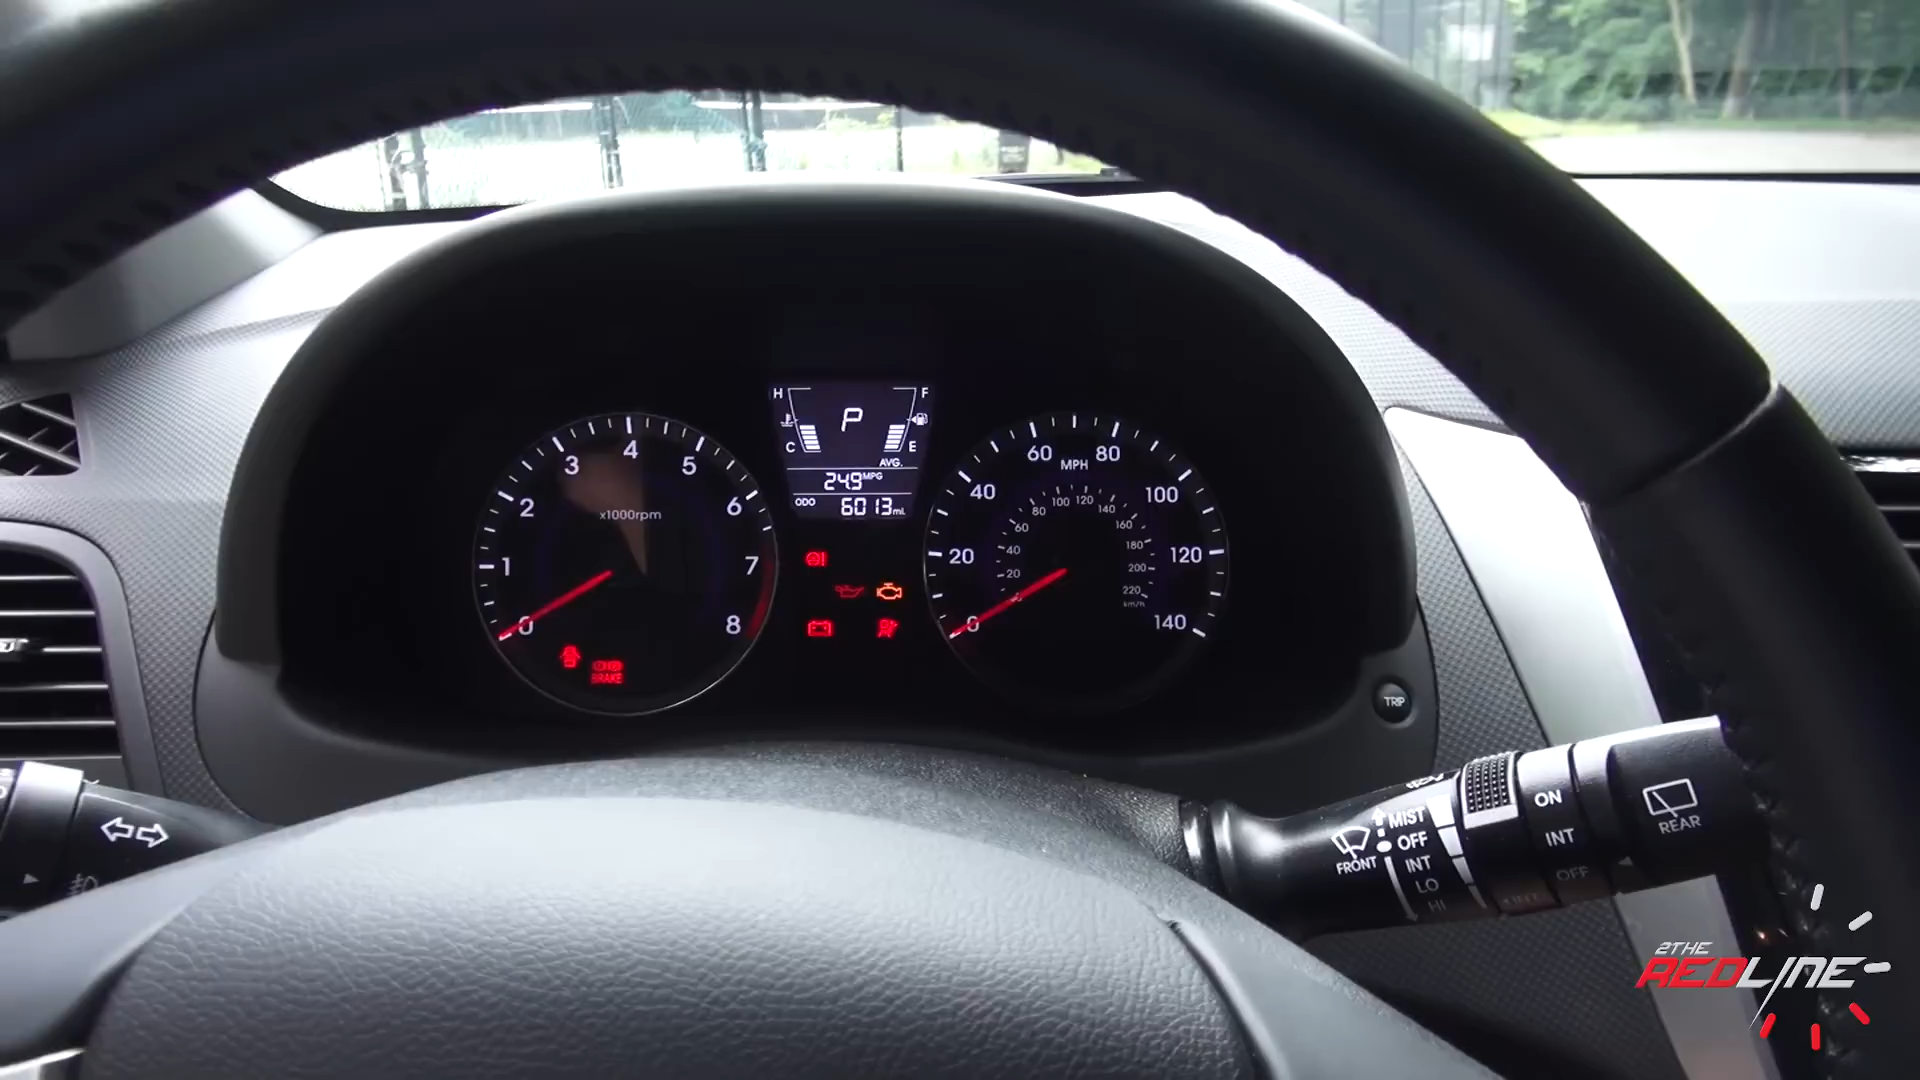 H F
P
C E
AVG.
24.9 MPG
ODO 6013 mi.
0 1 2 3 4 5 6 7 8
x1000rpm
BRAKE
0 20 40 60 80 100 120 140
MPH
20 40 60 80 100 120 140 160 180 200 220
km/h
TRIP
MIST
OFF
INT
LO
HI
FRONT
ON
INT
OFF
REAR
2THE
REDLINE